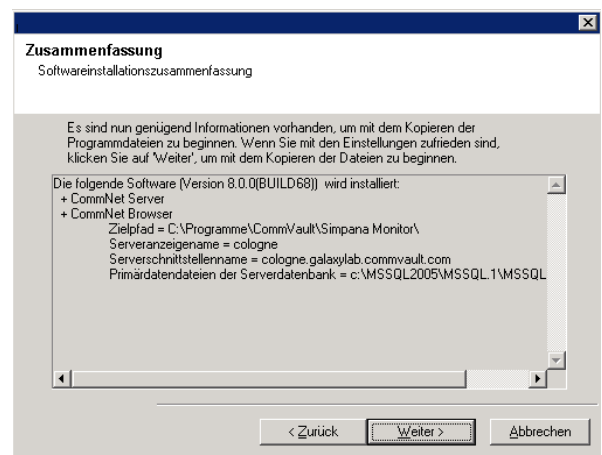 Zusammenfassung
Softwareinstallationszusammenfassung
Es sind nun genügend Informationen vorhanden, um mit dem Kopieren der
Programmdateien zu beginnen. Wenn Sie mit den Einstellungen zufrieden sind,
klicken Sie auf 'Weiter', um mit dem Kopieren der Dateien zu beginnen.
Die folgende Software (Version 8.0.0(BUILD68)) wird installiert:
+ CommNet Server
+ CommNet Browser
Zielpfad = C:\Programme\CommVault\Simpana Monitor\
Serveranzeigename = cologne
Serverschnittstellenname = cologne.galaxylab.commvault.com
Primärdatendateien der Serverdatenbank = c:\MSSQL2005\MSSQL.1\MSSQL
< Zurück
Weiter >
Abbrechen